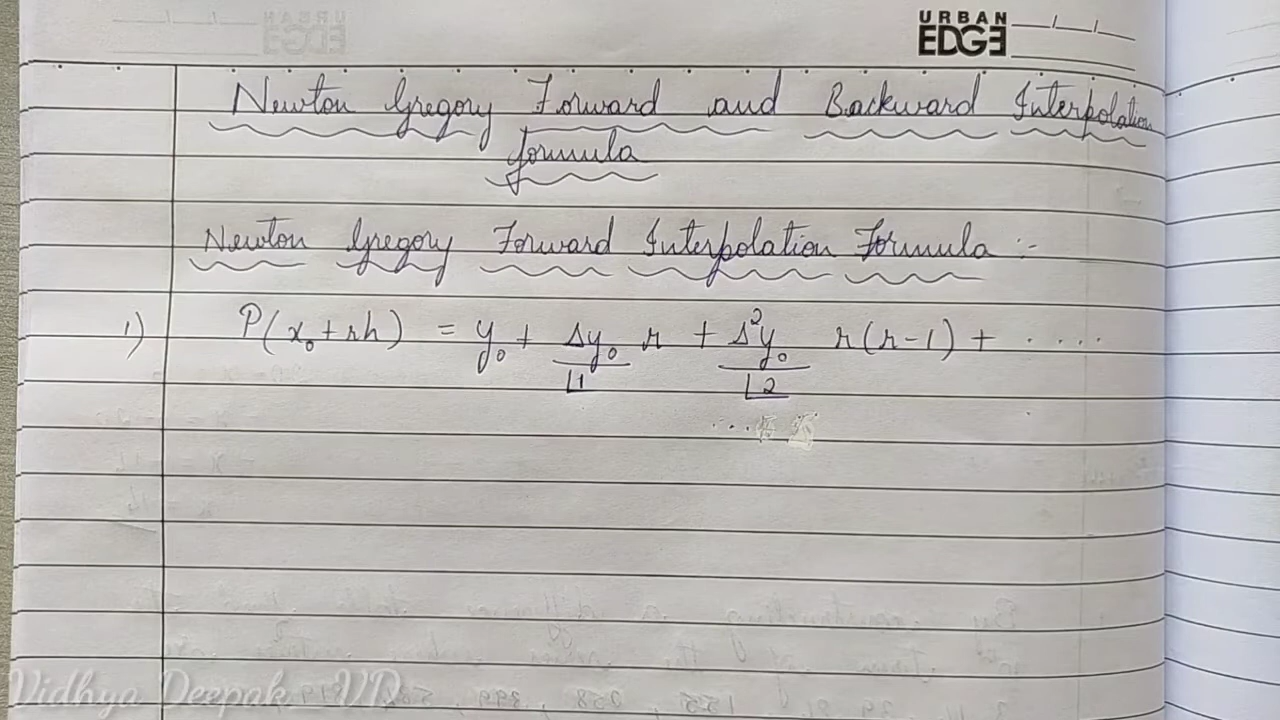 URBAN
EDGE
Newton Gregory Forward and Backward Interpolation
formula
Newton Gregory Forward Interpolation Formula :-
1) P(x₀+rh) = y₀ + Δy₀/∟1 r + Δ²y₀/∟2 r(r-1) + ....
Vidhya Deepak VD